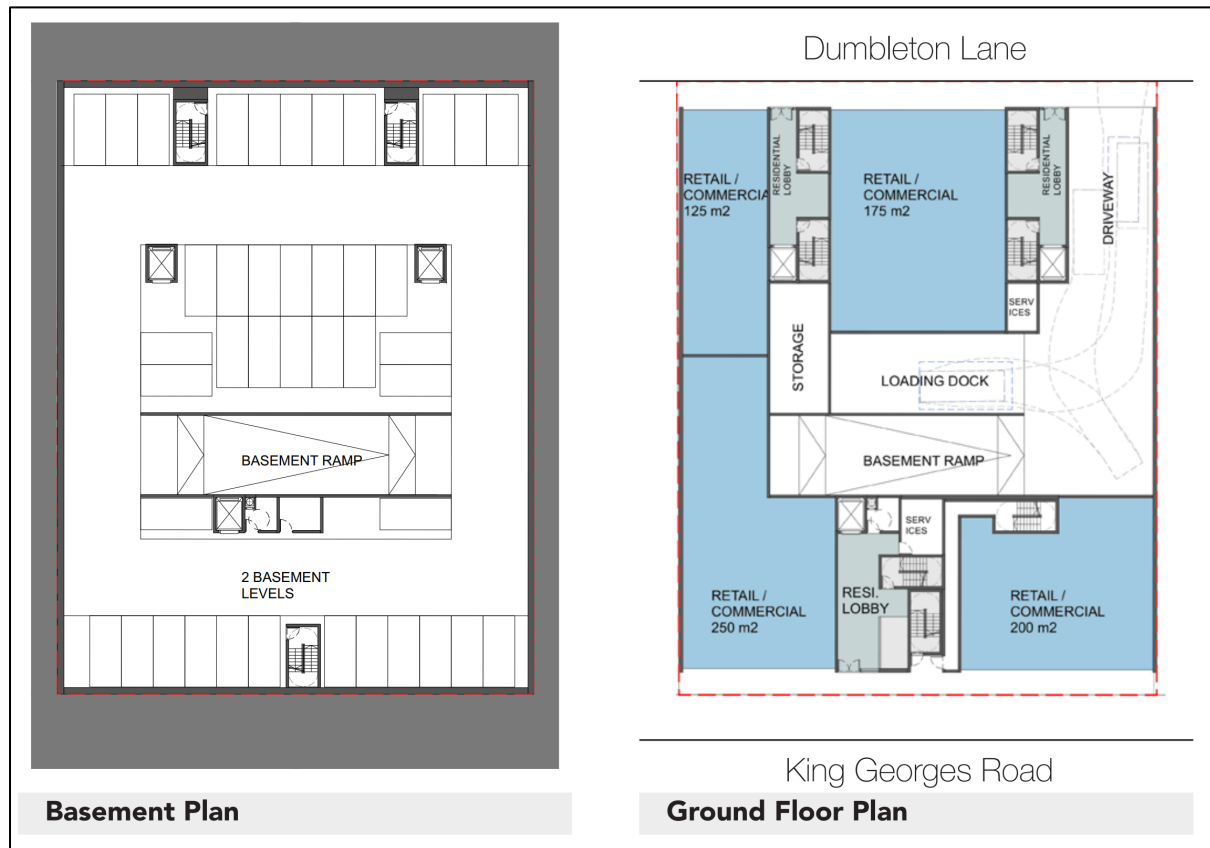 BASEMENT RAMP
2 BASEMENT
LEVELS
Basement Plan
Dumbleton Lane
RETAIL /
COMMERCIA
125 m2
RESIDENTIAL
LOBBY
RETAIL /
COMMERCIAL
175 m2
RESIDENTIAL
LOBBY
DRIVEWAY
SERV
ICES
STORAGE
LOADING DOCK
BASEMENT RAMP
SERV
ICES
RETAIL /
COMMERCIAL
250 m2
RESI.
LOBBY
RETAIL /
COMMERCIAL
200 m2
King Georges Road
Ground Floor Plan